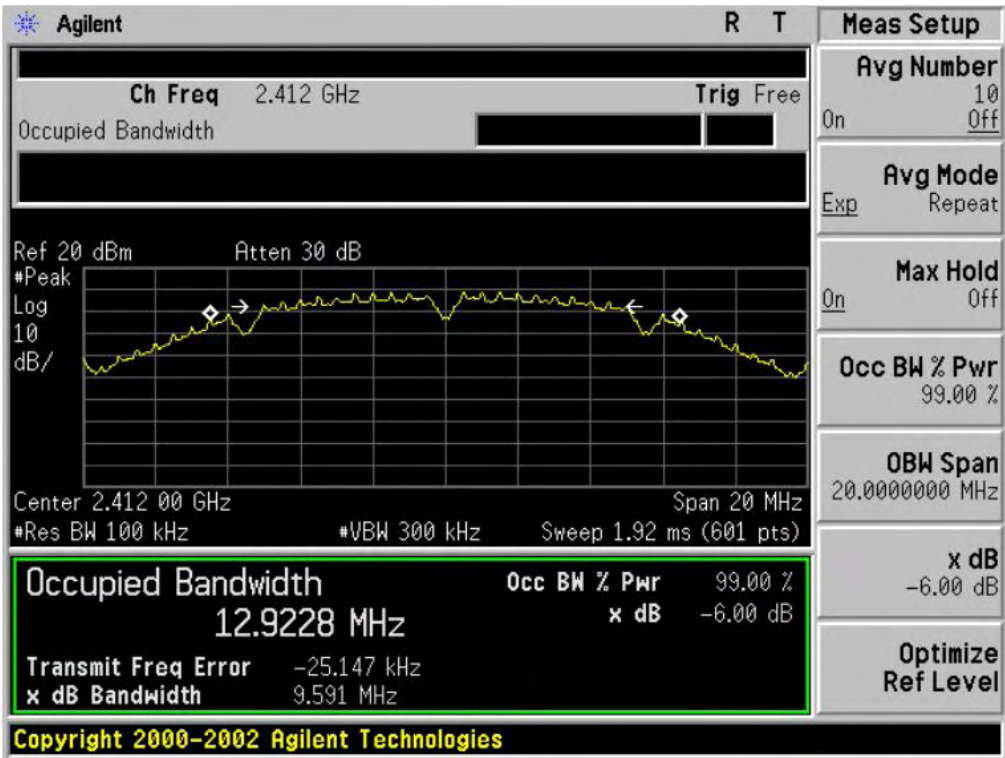 Agilent R T
Ch Freq 2.412 GHz Trig Free
Occupied Bandwidth
Ref 20 dBm Atten 30 dB
#Peak
Log
10
dB/
Center 2.412 00 GHz Span 20 MHz
#Res BW 100 kHz #VBW 300 kHz Sweep 1.92 ms (601 pts)
Occupied Bandwidth Occ BW % Pwr 99.00 %
12.9228 MHz x dB -6.00 dB
Transmit Freq Error -25.147 kHz
x dB Bandwidth 9.591 MHz
Copyright 2000-2002 Agilent Technologies
Meas Setup
Avg Number
10
On Off
Avg Mode
Exp Repeat
Max Hold
On Off
Occ BW % Pwr
99.00 %
OBW Span
20.0000000 MHz
x dB
-6.00 dB
Optimize
Ref Level